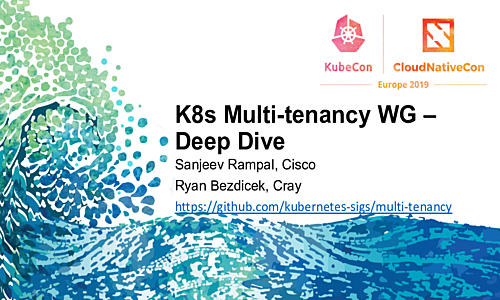 KubeCon
CloudNativeCon
Europe 2019
K8s Multi-tenancy WG –
Deep Dive
Sanjeev Rampal, Cisco
Ryan Bezdicek, Cray
https://github.com/kubernetes-sigs/multi-tenancy